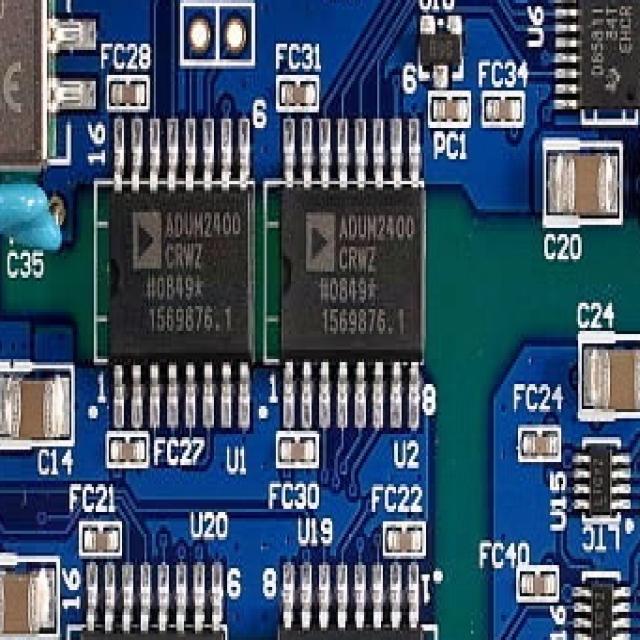 U6
FC28
FC31
6
FC34
16
6
PC1
C35
ADUM2400
CRWZ
#0849*
1569876.1
ADUM2400
CRWZ
#0849*
1569876.1
C20
C24
1
1
8
FC24
C14
FC27
U1
FC30
U2
U15
FC21
U20
U19
FC22
FC40
16
6
8
1
6